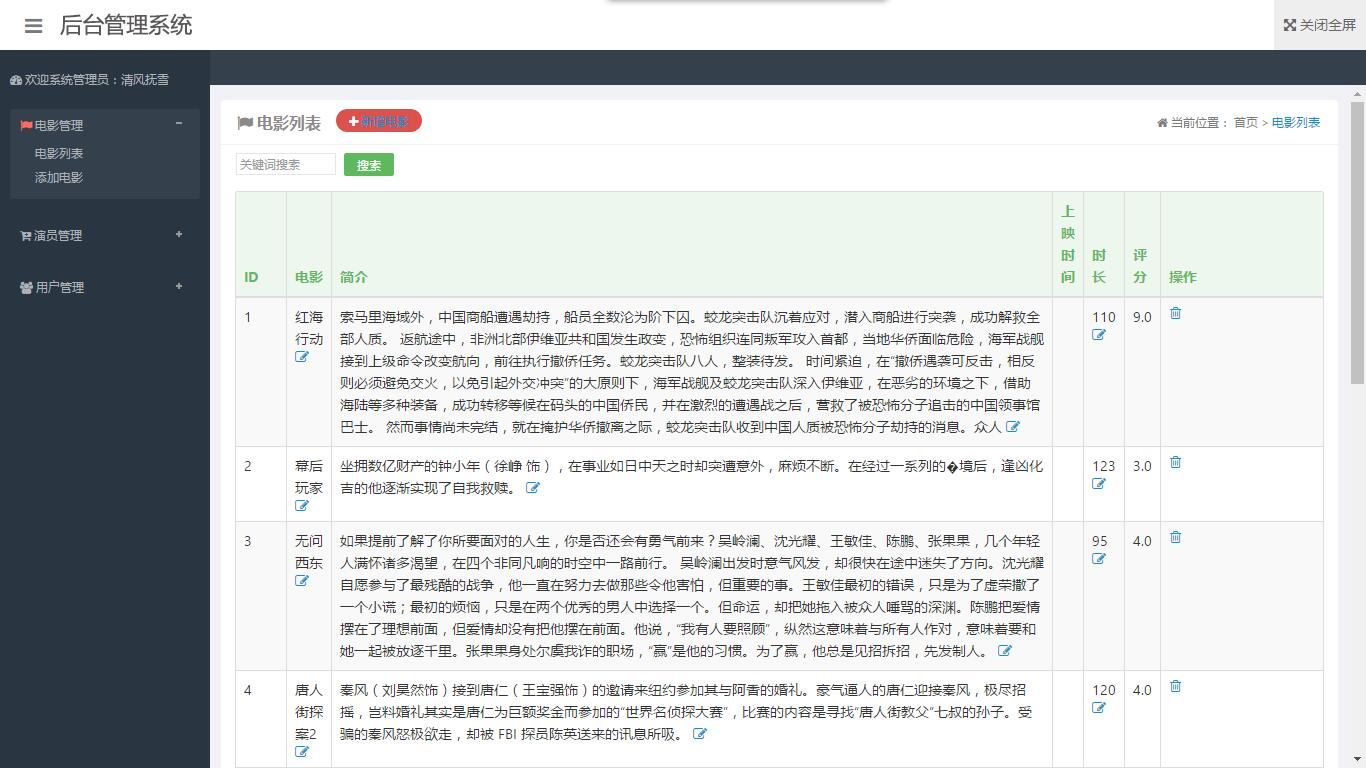 后台管理系统
关闭全屏
欢迎系统管理员：清风抚雪
电影管理
电影列表
添加电影
演员管理
用户管理
电影列表
新增电影
当前位置： 首页 > 电影列表
关键词搜索
搜索
ID 电影 简介 上映时间 时长 评分 操作
1
红海
行动
索马里海域外，中国商船遭遇劫持，船员全数沦为阶下囚。蛟龙突击队沉着应对，潜入商船进行突袭，成功解救全
部人质。 返航途中，非洲北部伊维亚共和国发生政变，恐怖组织连同叛军攻入首都，当地华侨面临危险，海军战舰
接到上级命令改变航向，前往执行撤侨任务。蛟龙突击队八人，整装待发。 时间紧迫，在“撤侨遇袭可反击，相反
则必须避免交火，以免引起外交冲突”的大原则下，海军战舰及蛟龙突击队深入伊维亚，在恶劣的环境之下，借助
海陆等多种装备，成功转移等候在码头的中国侨民，并在激烈的遭遇战之后，营救了被恐怖分子追击的中国领事馆
巴士。 然而事情尚未完结，就在掩护华侨撤离之际，蛟龙突击队收到中国人质被恐怖分子劫持的消息。众人
110
9.0
2
幕后
玩家
坐拥数亿财产的钟小年（徐峥 饰），在事业如日中天之时却突遭意外，麻烦不断。在经过一系列的�境后，逢凶化
吉的他逐渐实现了自我救赎。
123
3.0
3
无问
西东
如果提前了解了你所要面对的人生，你是否还会有勇气前来？吴岭澜、沈光耀、王敏佳、陈鹏、张果果，几个年轻
人满怀诸多渴望，在四个非同凡响的时空中一路前行。 吴岭澜出发时意气风发，却很快在途中迷失了方向。沈光耀
自愿参与了最残酷的战争，他一直在努力去做那些令他害怕，但重要的事。王敏佳最初的错误，只是为了虚荣撒了
一个小谎；最初的烦恼，只是在两个优秀的男人中选择一个。但命运，却把她拖入被众人唾骂的深渊。陈鹏把爱情
摆在了理想前面，但爱情却没有把他摆在前面。他说，“我有人要照顾”，纵然这意味着与所有人作对，意味着要和
她一起被放逐千里。张果果身处尔虞我诈的职场，“赢”是他的习惯。为了赢，他总是见招拆招，先发制人。
95
4.0
4
唐人
街探
案2
秦风（刘昊然饰）接到唐仁（王宝强饰）的邀请来纽约参加其与阿香的婚礼。豪气逼人的唐仁迎接秦风，极尽招
摇，岂料婚礼其实是唐仁为巨额奖金而参加的“世界名侦探大赛”，比赛的内容是寻找“唐人街教父”七叔的孙子。受
骗的秦风怒极欲走，却被 FBI 探员陈英送来的讯息所吸。
120
4.0